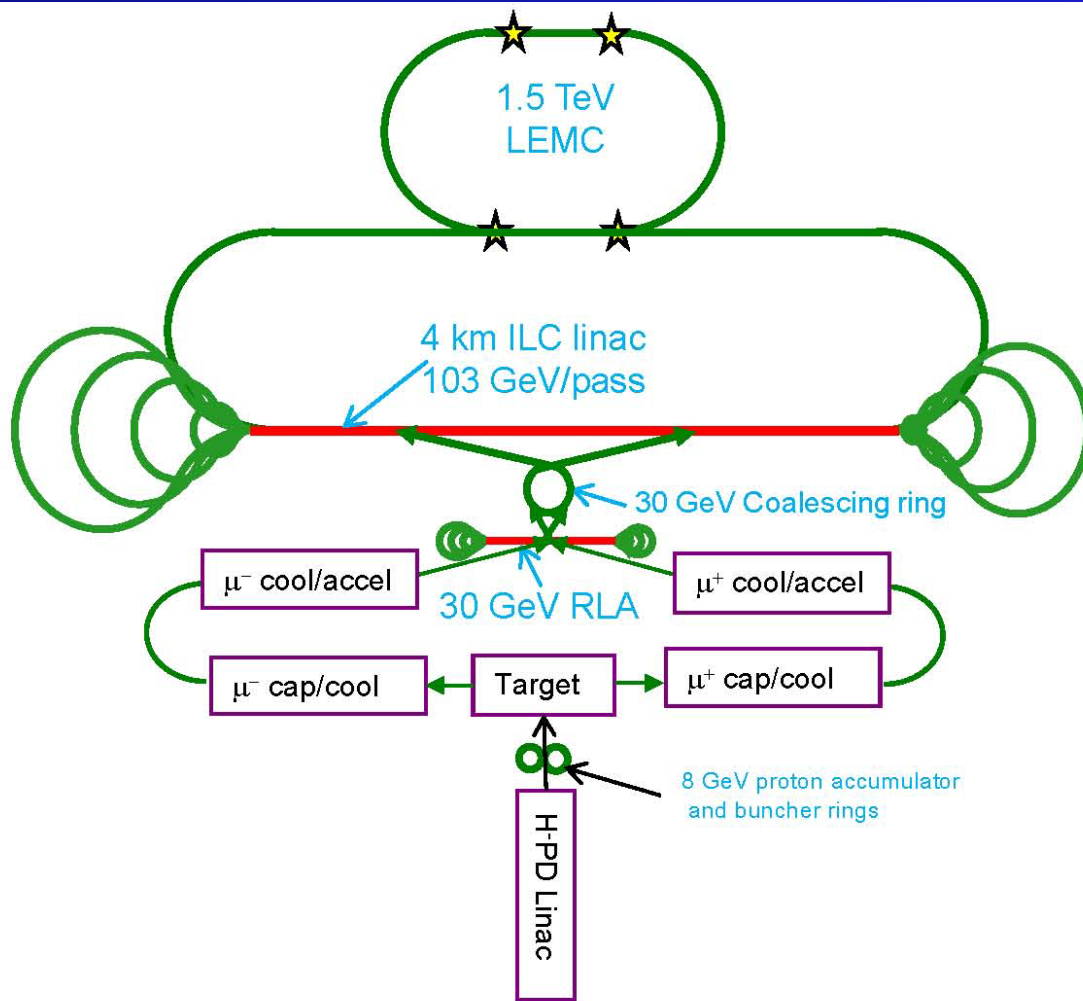 1.5 TeV
LEMC
4 km ILC linac
103 GeV/pass
30 GeV Coalescing ring
μ⁻ cool/accel
μ⁺ cool/accel
30 GeV RLA
μ⁻ cap/cool
Target
μ⁺ cap/cool
8 GeV proton accumulator
and buncher rings
H-PD Linac